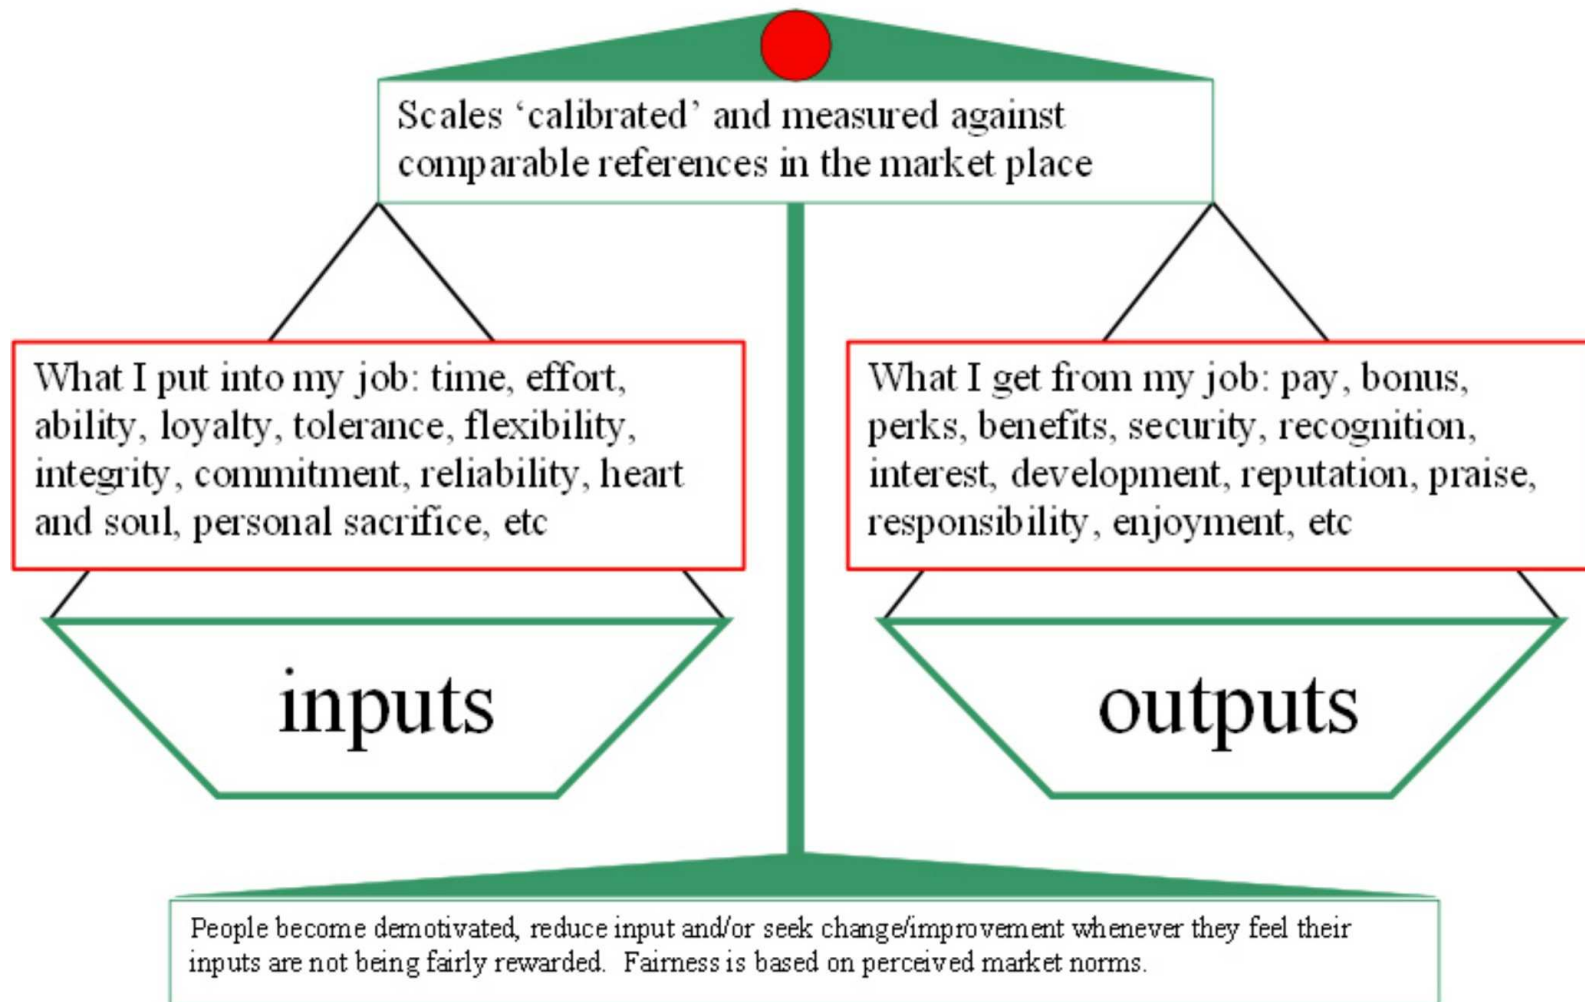 Scales ‘calibrated’ and measured against
comparable references in the market place
What I put into my job: time, effort,
ability, loyalty, tolerance, flexibility,
integrity, commitment, reliability, heart
and soul, personal sacrifice, etc
What I get from my job: pay, bonus,
perks, benefits, security, recognition,
interest, development, reputation, praise,
responsibility, enjoyment, etc
inputs
outputs
People become demotivated, reduce input and/or seek change/improvement whenever they feel their
inputs are not being fairly rewarded.  Fairness is based on perceived market norms.